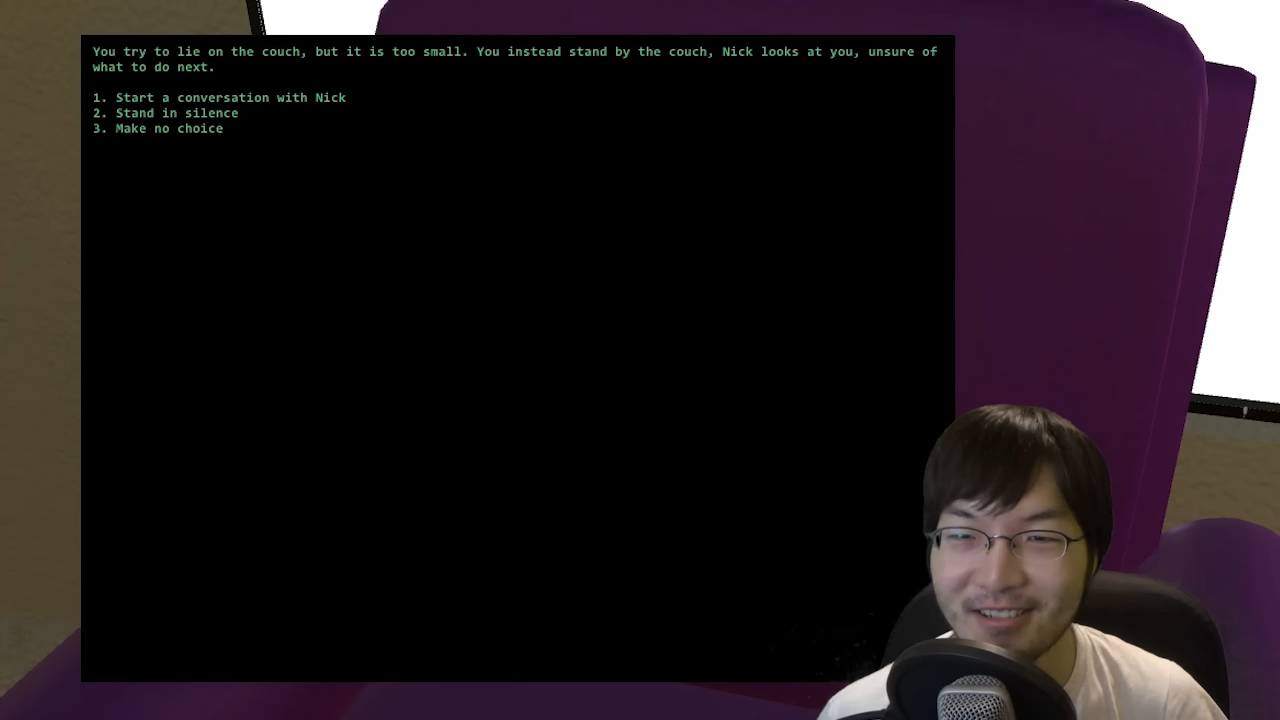 You try to lie on the couch, but it is too small. You instead stand by the couch, Nick looks at you, unsure of
what to do next.
1. Start a conversation with Nick
2. Stand in silence
3. Make no choice